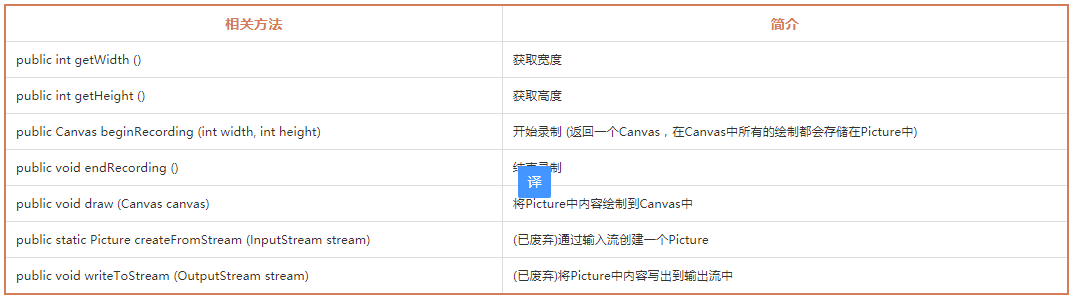 相关方法 简介
public int getWidth () 获取宽度
public int getHeight () 获取高度
public Canvas beginRecording (int width, int height) 开始录制 (返回一个Canvas，在Canvas中所有的绘制都会存储在Picture中)
public void endRecording () 结束录制
译
public void draw (Canvas canvas) 将Picture中内容绘制到Canvas中
public static Picture createFromStream (InputStream stream) (已废弃)通过输入流创建一个Picture
public void writeToStream (OutputStream stream) (已废弃)将Picture中内容写出到输出流中